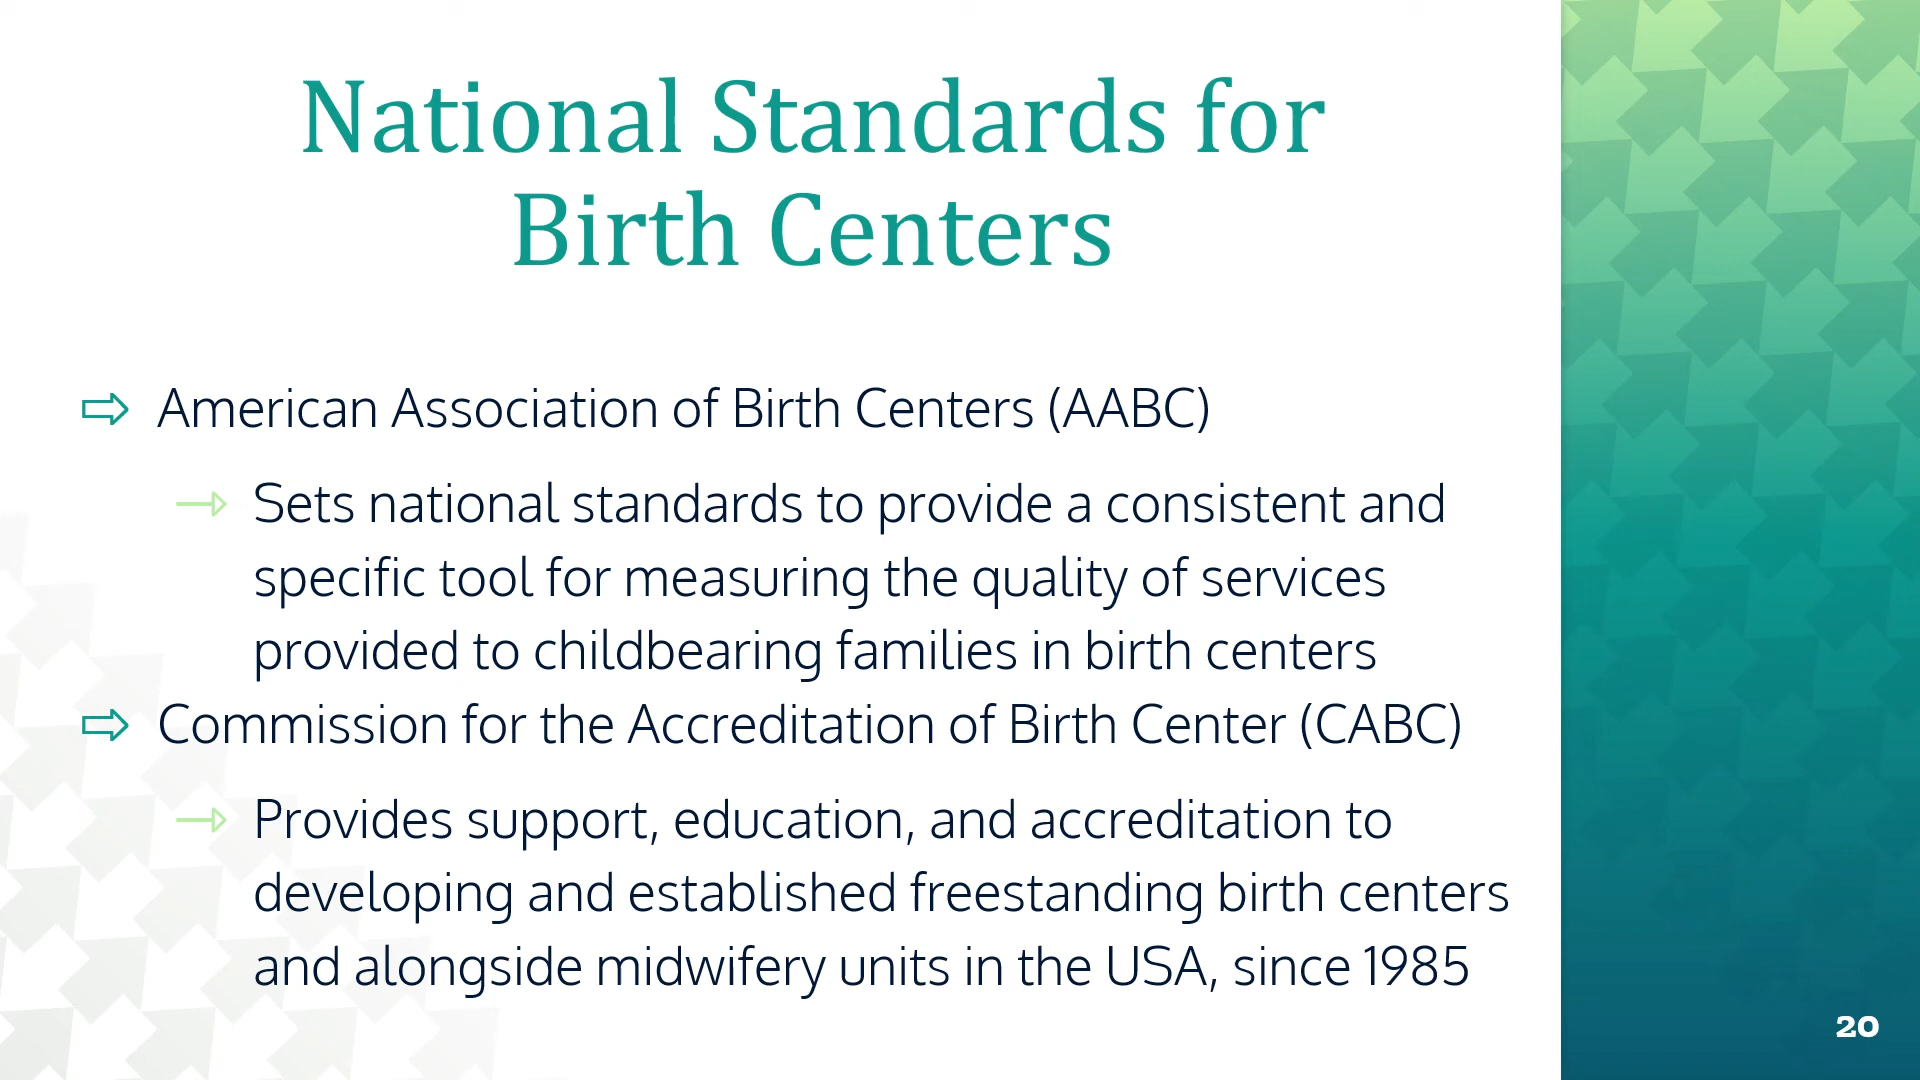 National Standards for
Birth Centers
⇨ American Association of Birth Centers (AABC)
→ Sets national standards to provide a consistent and
specific tool for measuring the quality of services
provided to childbearing families in birth centers
⇨ Commission for the Accreditation of Birth Center (CABC)
→ Provides support, education, and accreditation to
developing and established freestanding birth centers
and alongside midwifery units in the USA, since 1985
20